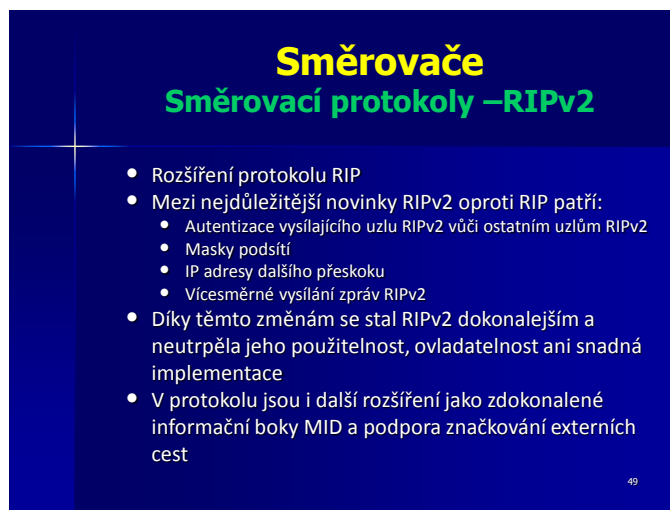 Směrovače
Směrovací protokoly –RIPv2
• Rozšíření protokolu RIP
• Mezi nejdůležitější novinky RIPv2 oproti RIP patří:
• Autentizace vysílajícího uzlu RIPv2 vůči ostatním uzlům RIPv2
• Masky podsítí
• IP adresy dalšího přeskoku
• Vícesměrné vysílání zpráv RIPv2
• Díky těmto změnám se stal RIPv2 dokonalejším a
neutrpěla jeho použitelnost, ovladatelnost ani snadná
implementace
• V protokolu jsou i další rozšíření jako zdokonalené
informační boky MID a podpora značkování externích
cest
49